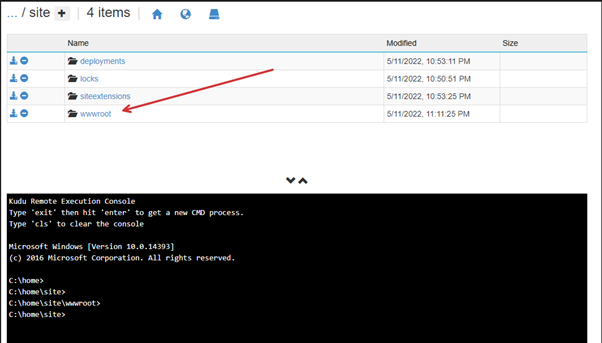 ... / site + | 4 items |
Name Modified Size
deployments 5/11/2022, 10:53:11 PM
locks 5/11/2022, 10:50:51 PM
siteextensions 5/11/2022, 10:53:25 PM
wwwroot 5/11/2022, 11:11:25 PM
Kudu Remote Execution Console
Type 'exit' then hit 'enter' to get a new CMD process.
Type 'cls' to clear the console
Microsoft Windows [Version 10.0.14393]
(c) 2016 Microsoft Corporation. All rights reserved.
C:\home>
C:\home\site>
C:\home\site\wwwroot>
C:\home\site>